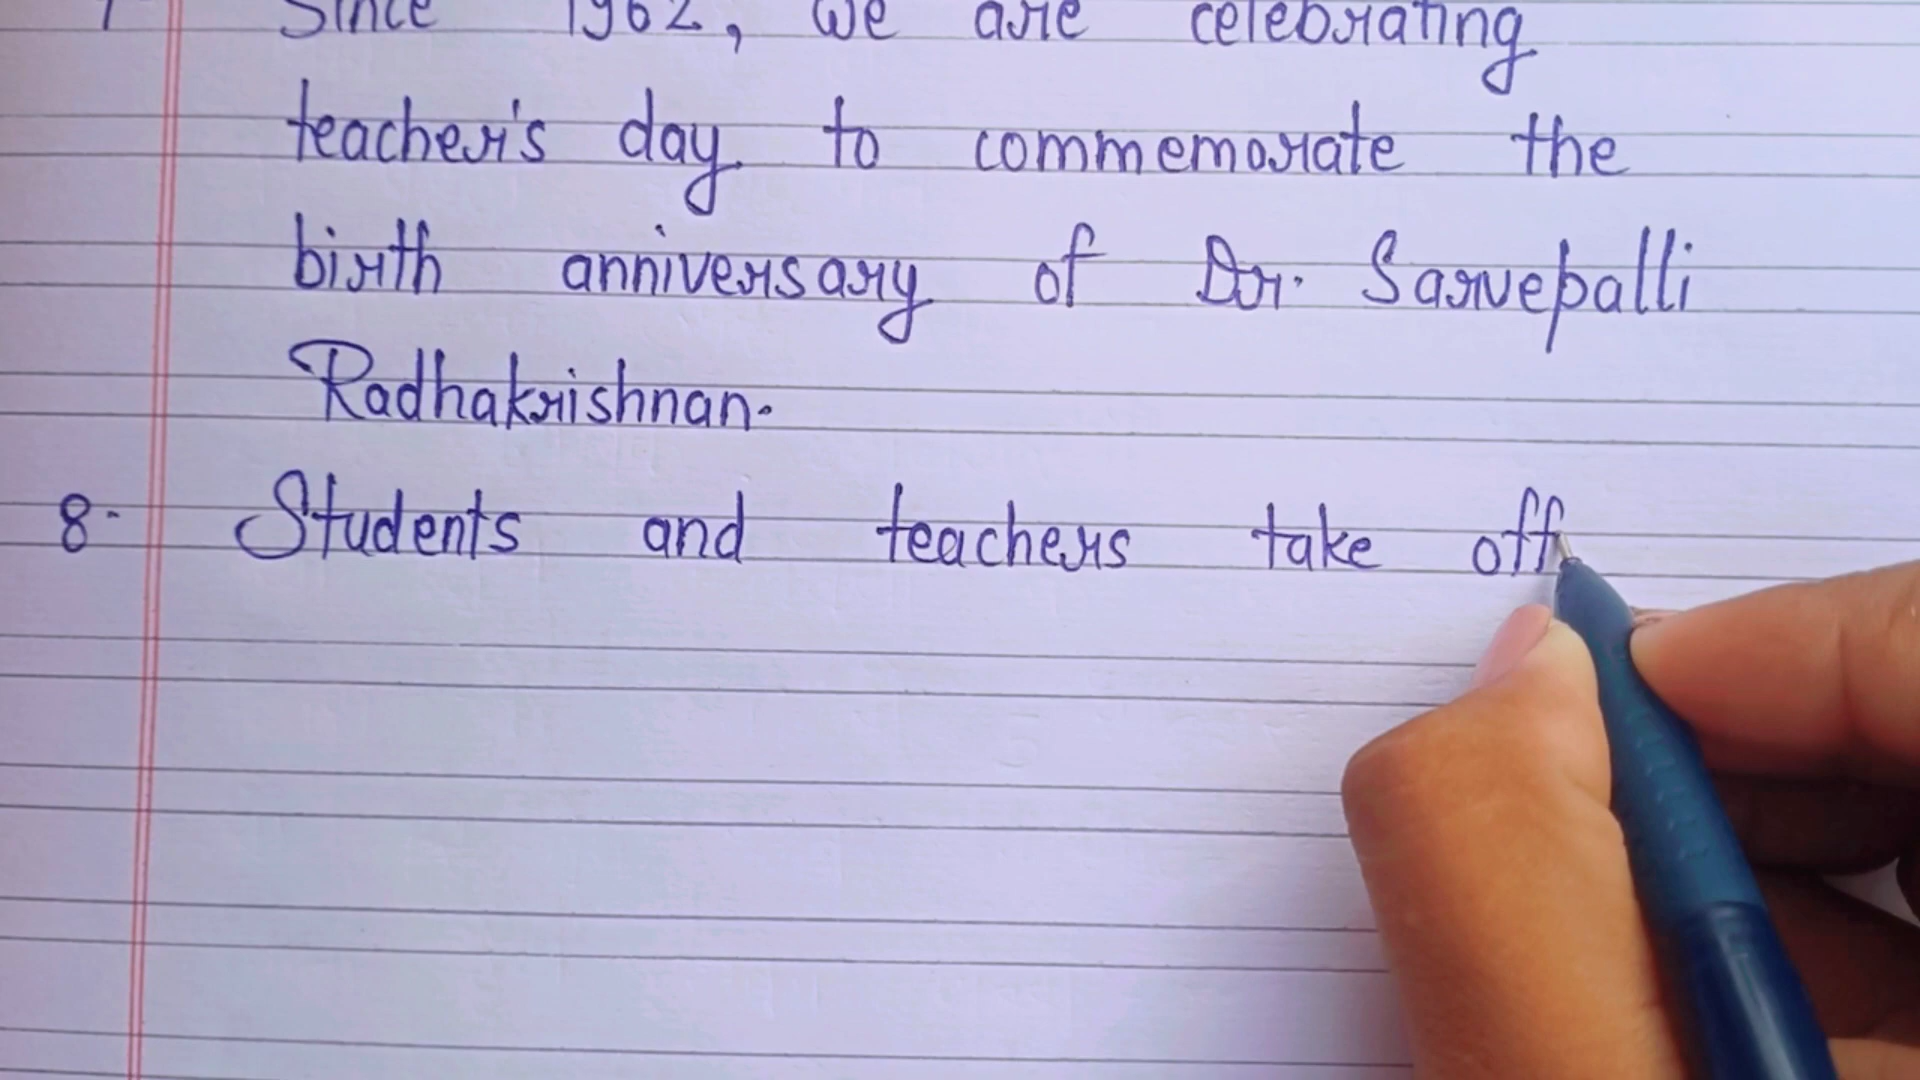 Since 1962, we are celebrating
teacher's day to commemorate the
birth anniversary of Dr. Sarvepalli
Radhakrishnan.
8. Students and teachers take off